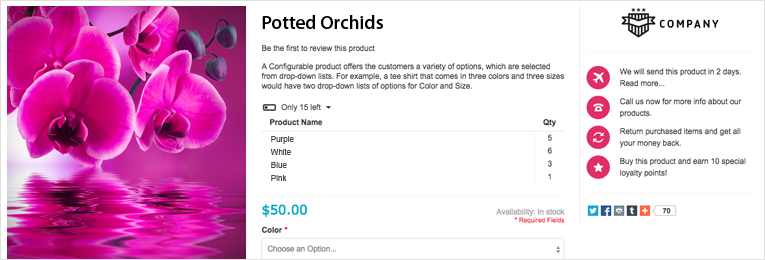 Potted Orchids
Be the first to review this product
A Configurable product offers the customers a variety of options, which are selected
from drop-down lists. For example, a tee shirt that comes in three colors and three sizes
would have two drop-down lists of options for Color and Size.
Only 15 left
Product Name Qty
Purple 5
White 6
Blue 3
Pink 1
$50.00
Availability: In stock
* Required Fields
Color *
Choose an Option...
COMPANY
We will send this product in 2 days.
Read more...
Call us now for more info about our
products.
Return purchased items and get all
your money back.
Buy this product and earn 10 special
loyalty points!
70